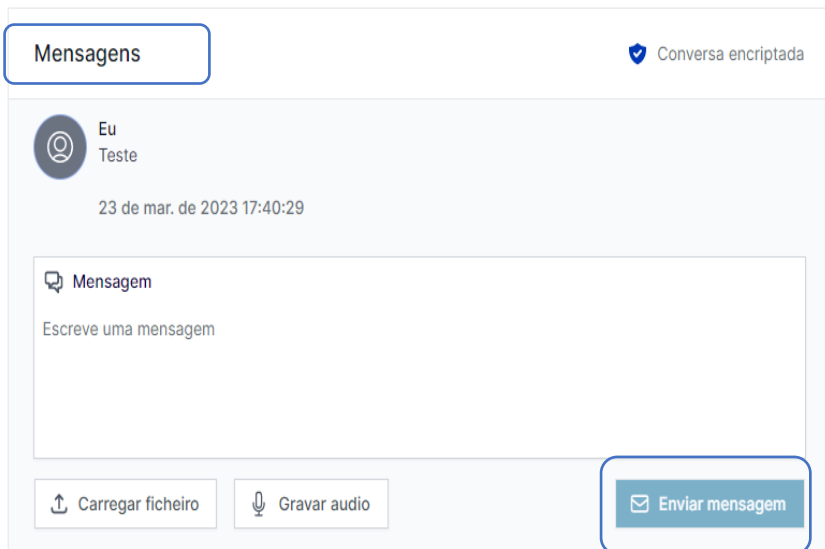 Mensagens
Conversa encriptada
Eu
Teste
23 de mar. de 2023 17:40:29
Mensagem
Escreve uma mensagem
Carregar ficheiro
Gravar audio
Enviar mensagem